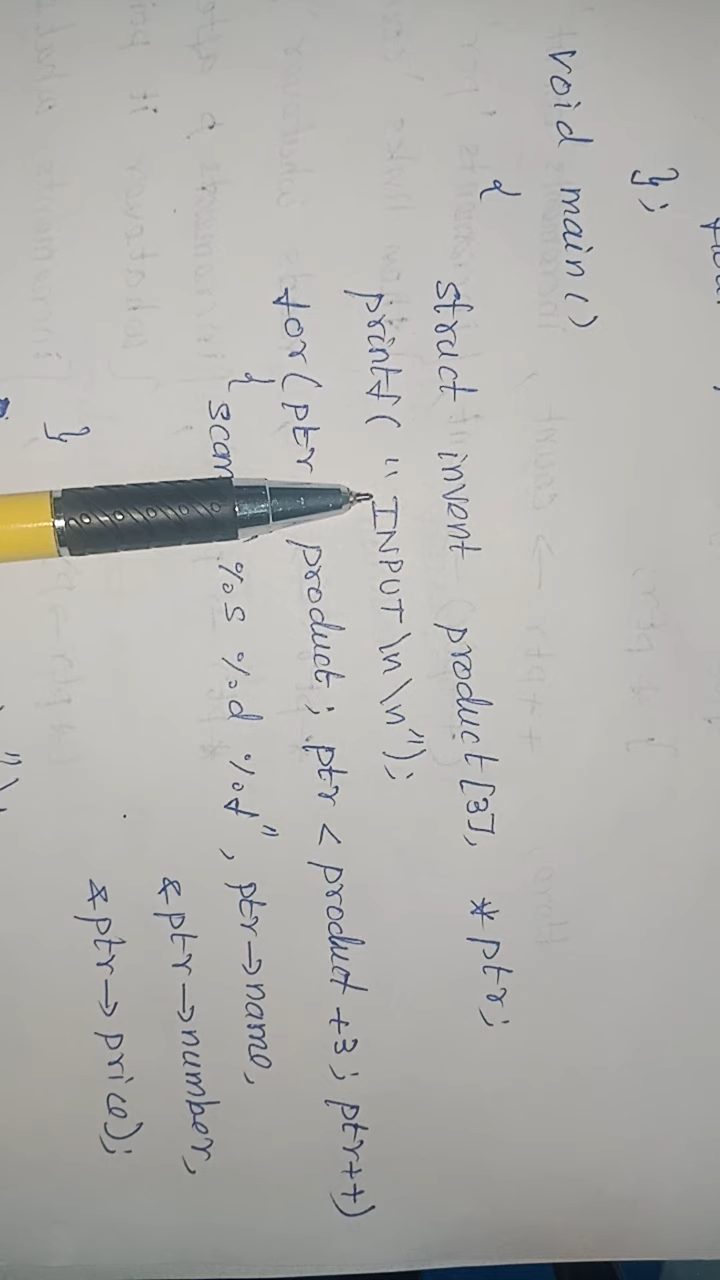 };
void main()
{
struct invent product[3], *ptr;
printf( "INPUT\n\n");
for(ptr product; ptr < product +3; ptr++)
{ %s %d %f", ptr→name,
&ptr→number,
&ptr→price);
}